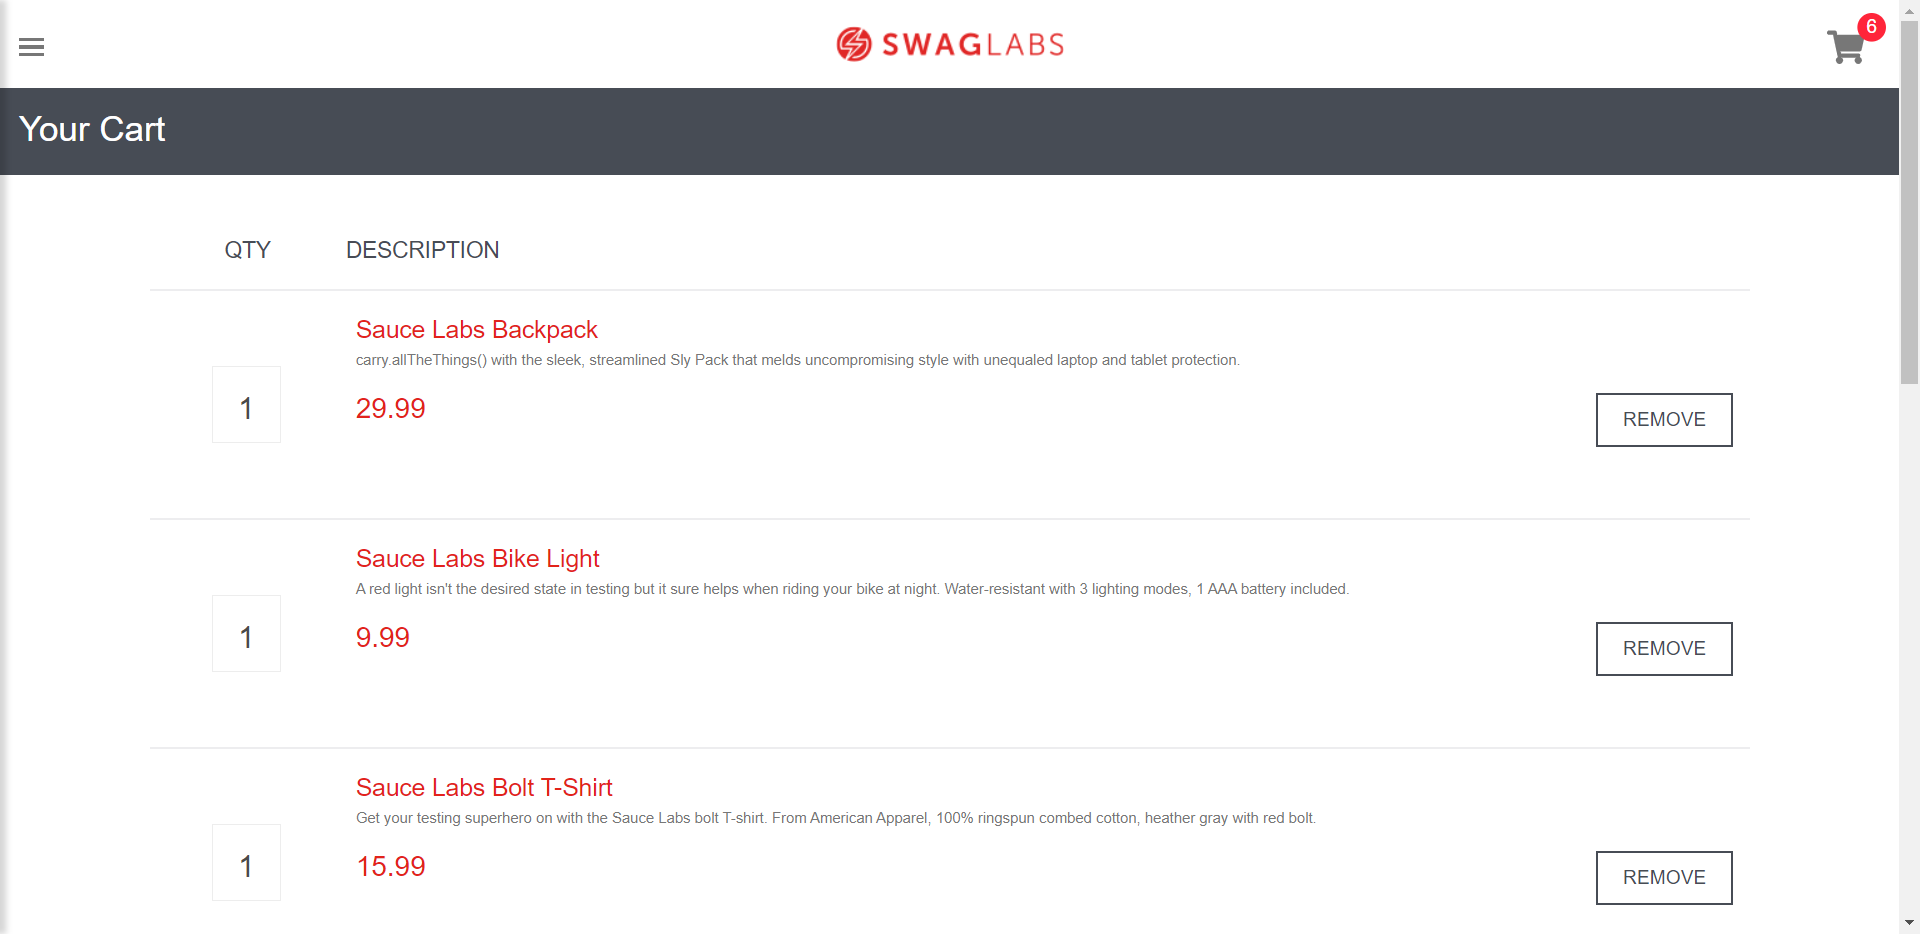 SWAGLABS
6
Your Cart
QTY DESCRIPTION
Sauce Labs Backpack
carry.allTheThings() with the sleek, streamlined Sly Pack that melds uncompromising style with unequaled laptop and tablet protection.
1
29.99
REMOVE
Sauce Labs Bike Light
A red light isn't the desired state in testing but it sure helps when riding your bike at night. Water-resistant with 3 lighting modes, 1 AAA battery included.
1
9.99
REMOVE
Sauce Labs Bolt T-Shirt
Get your testing superhero on with the Sauce Labs bolt T-shirt. From American Apparel, 100% ringspun combed cotton, heather gray with red bolt.
1
15.99
REMOVE